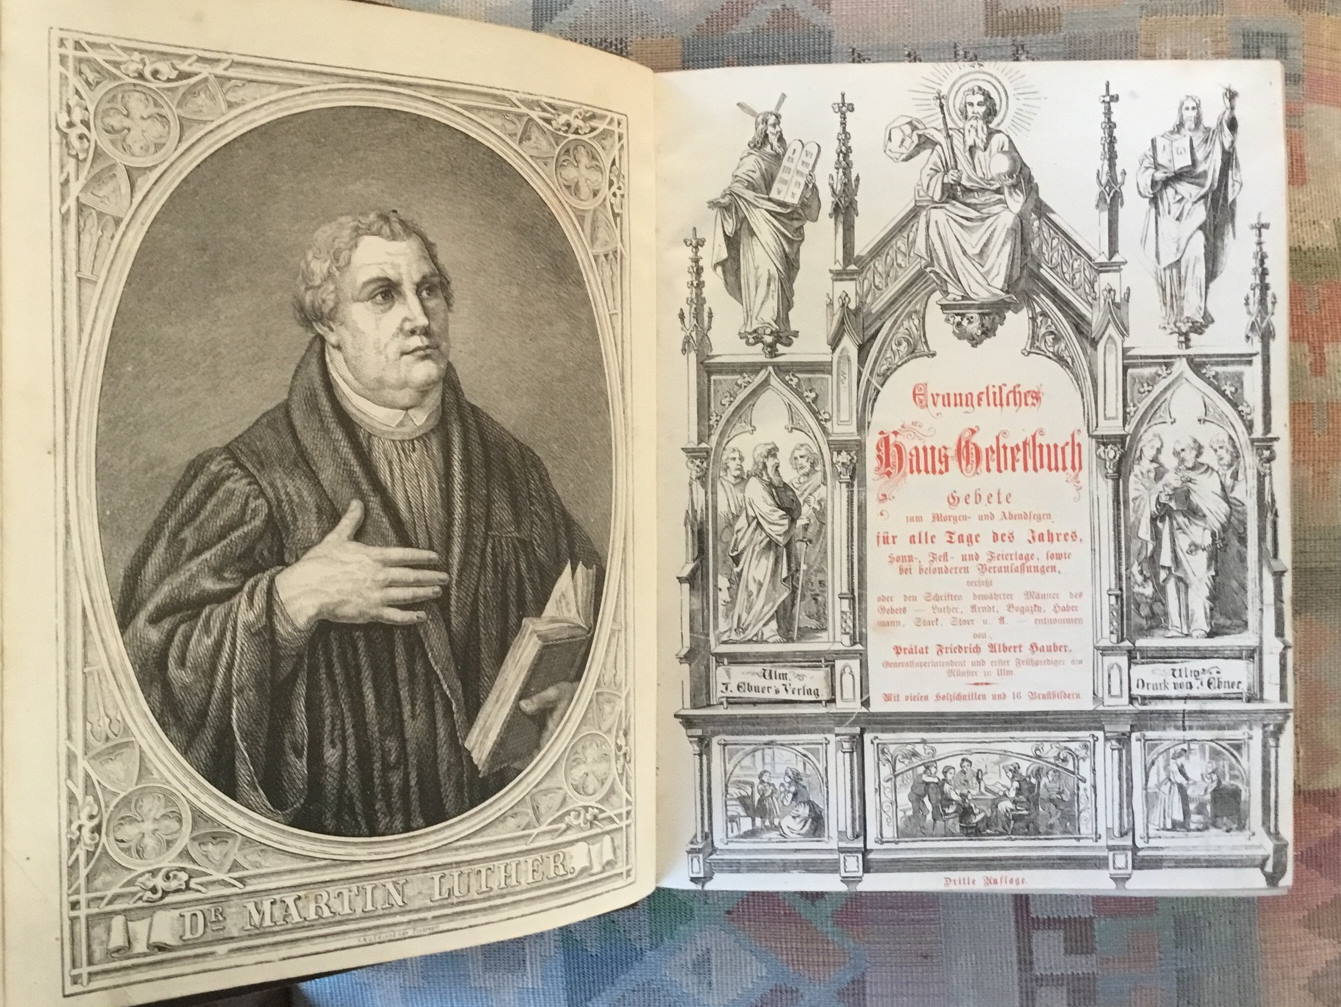 DR MARTIN LUTHER.
Evangelisches
Haus-Gebetbuch
Gebete
zum Morgen- und Abendsegen
für alle Tage des Jahres,
Sonn-, Fest- und Feiertage, sowie
bei besonderen Veranlassungen,
verfaßt
oder den Schriften bewährter Männer des
Gebets — Luther, Arndt, Bogazky, Haber
mann, Stark, Storr u. A. — entnommen
von
Prälat Friedrich Albert Hauber,
Generalsuperintendent und erster Frühprediger am
Münster zu Ulm
Mit vielen Holzschnitten und 16 Brustbildern
Ulm.
J. Ebner's Verlag
Ulm
Druck von J. Ebner.
Dritte Auflage.